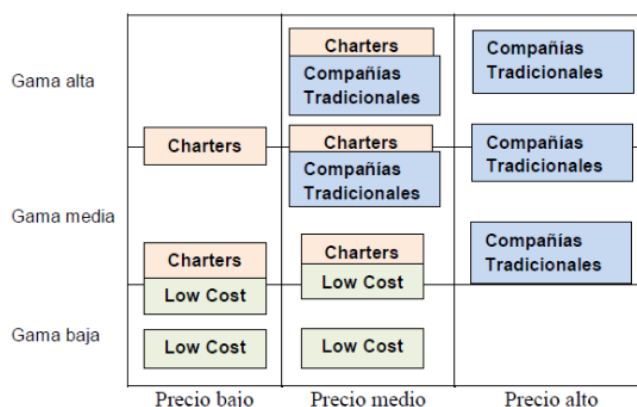 Charters
Compañías
Tradicionales
Compañías
Tradicionales
Gama alta
Charters
Charters
Compañías
Tradicionales
Compañías
Tradicionales
Gama media
Charters
Low Cost
Charters
Low Cost
Compañías
Tradicionales
Gama baja
Low Cost
Low Cost
Precio bajo
Precio medio
Precio alto